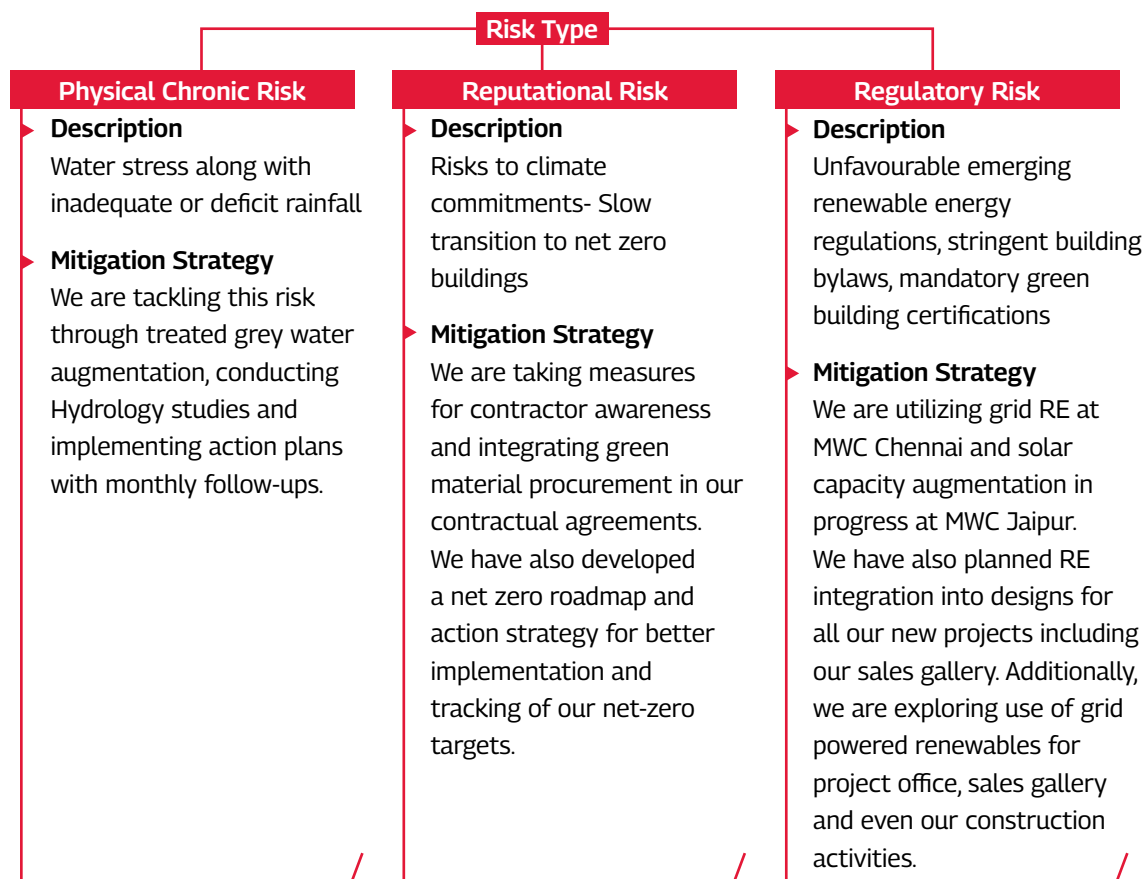 Risk Type
Physical Chronic Risk
Description
Water stress along with
inadequate or deficit rainfall
Mitigation Strategy
We are tackling this risk
through treated grey water
augmentation, conducting
Hydrology studies and
implementing action plans
with monthly follow-ups.
Reputational Risk
Description
Risks to climate
commitments- Slow
transition to net zero
buildings
Mitigation Strategy
We are taking measures
for contractor awareness
and integrating green
material procurement in our
contractual agreements.
We have also developed
a net zero roadmap and
action strategy for better
implementation and
tracking of our net-zero
targets.
Regulatory Risk
Description
Unfavourable emerging
renewable energy
regulations, stringent building
bylaws, mandatory green
building certifications
Mitigation Strategy
We are utilizing grid RE at
MWC Chennai and solar
capacity augmentation in
progress at MWC Jaipur.
We have also planned RE
integration into designs for
all our new projects including
our sales gallery. Additionally,
we are exploring use of grid
powered renewables for
project office, sales gallery
and even our construction
activities.